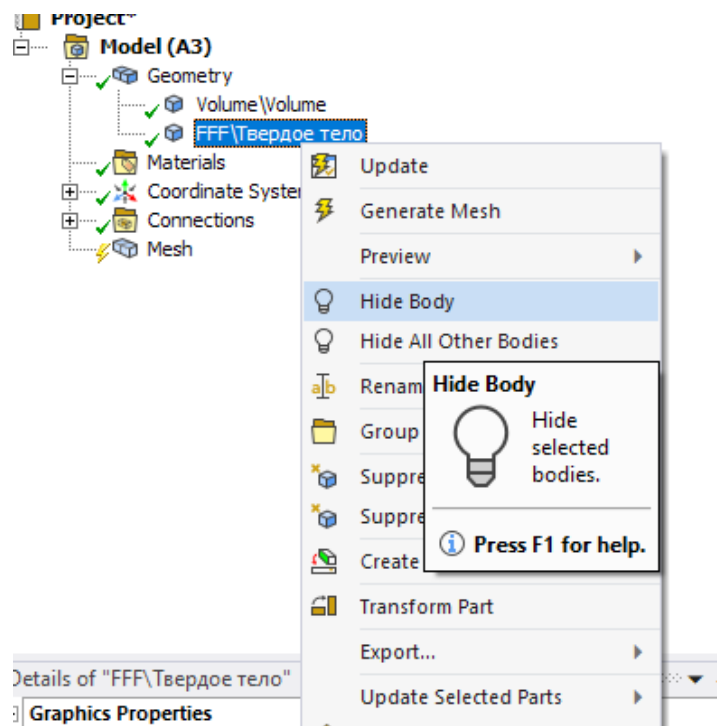 Project*
Model (A3)
Geometry
Volume\Volume
FFF\Твердое тело
Materials
Coordinate Syste
Connections
Mesh
Update
Generate Mesh
Preview
Hide Body
Hide All Other Bodies
Renam
Group
Suppre
Suppre
Create
Transform Part
Export...
Update Selected Parts
Hide Body
Hide
selected
bodies.
Press F1 for help.
Details of "FFF\Твердое тело"
Graphics Properties